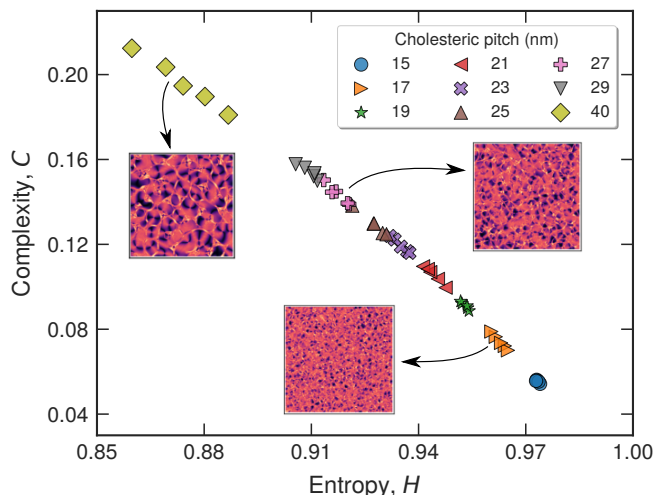 Cholesteric pitch (nm)
15 21 27
17 23 29
19 25 40
0.20
0.16
0.12
0.08
0.04
Complexity, C
0.85 0.88 0.91 0.94 0.97 1.00
Entropy, H